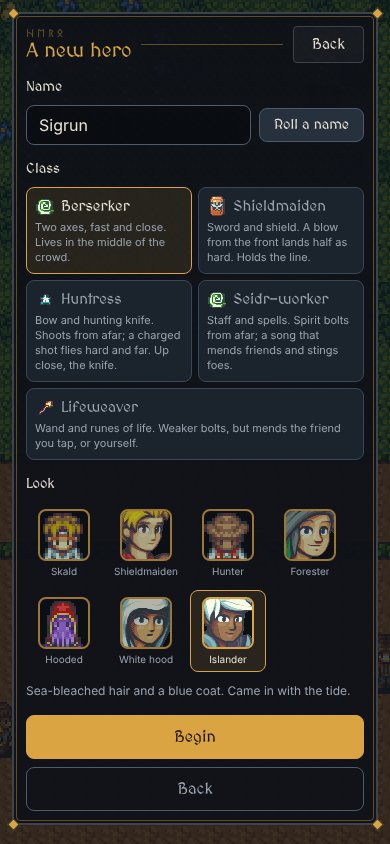 ᚺᛖᚱᛟ
A new hero
Back
Name
Sigrun
Roll a name
Class
Berserker
Two axes, fast and close.
Lives in the middle of the
crowd.
Shieldmaiden
Sword and shield. A blow
from the front lands half as
hard. Holds the line.
Huntress
Bow and hunting knife.
Shoots from afar; a charged
shot flies hard and far. Up
close, the knife.
Seidr-worker
Staff and spells. Spirit bolts
from afar; a song that
mends friends and stings
foes.
Lifeweaver
Wand and runes of life. Weaker bolts, but mends the friend
you tap, or yourself.
Look
Skald
Shieldmaiden
Hunter
Forester
Hooded
White hood
Islander
Sea-bleached hair and a blue coat. Came in with the tide.
Begin
Back